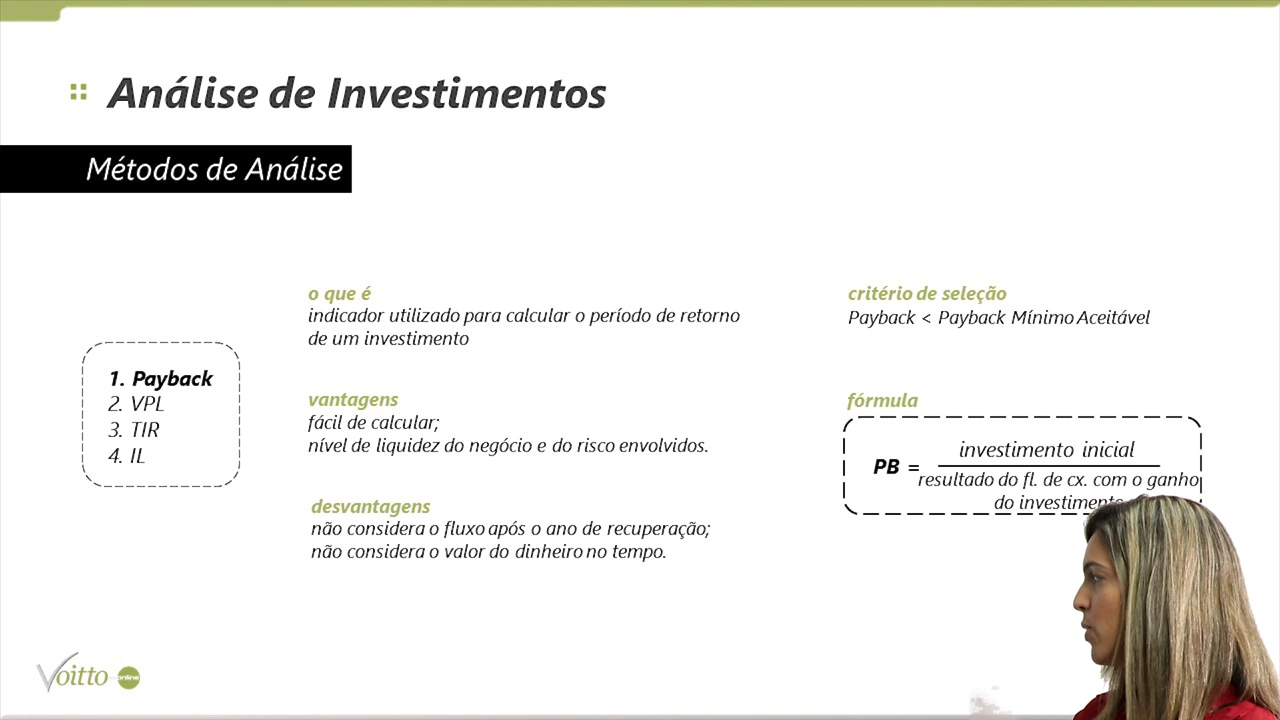 Análise de Investimentos
Métodos de Análise
1. Payback
2. VPL
3. TIR
4. IL
o que é
indicador utilizado para calcular o período de retorno
de um investimento
vantagens
fácil de calcular;
nível de liquidez do negócio e do risco envolvidos.
desvantagens
não considera o fluxo após o ano de recuperação;
não considera o valor do dinheiro no tempo.
critério de seleção
Payback < Payback Mínimo Aceitável
fórmula
PB =
investimento inicial
resultado do fl. de cx. com o ganho
do investimento
Voitto online